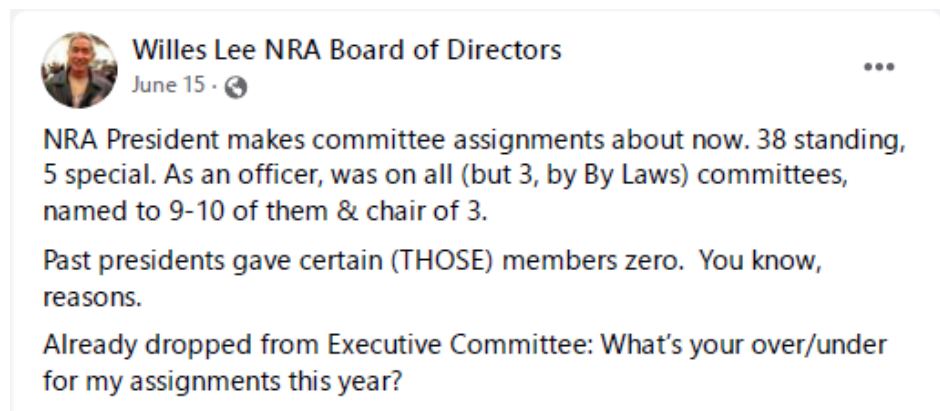 Willes Lee NRA Board of Directors
June 15 ·
NRA President makes committee assignments about now. 38 standing,
5 special. As an officer, was on all (but 3, by By Laws) committees,
named to 9-10 of them & chair of 3.
Past presidents gave certain (THOSE) members zero.  You know,
reasons.
Already dropped from Executive Committee: What's your over/under
for my assignments this year?